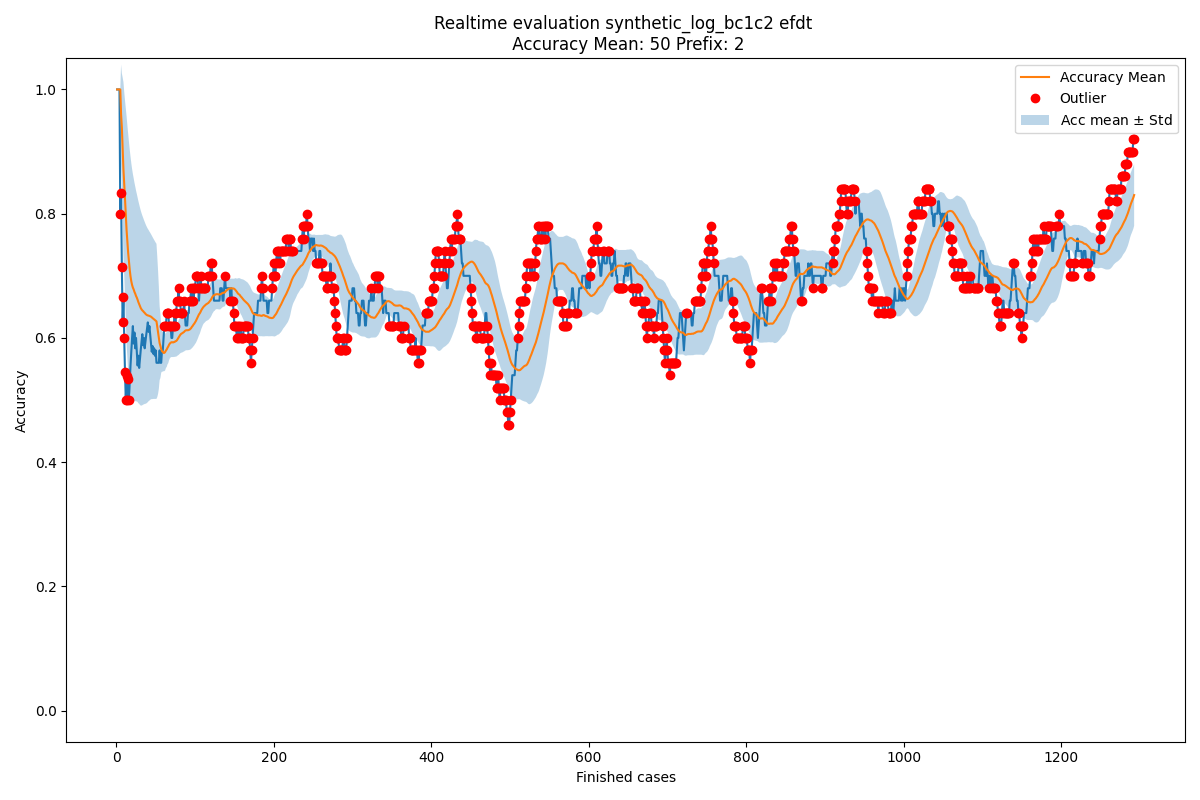 Realtime evaluation synthetic_log_bc1c2 efdt
Accuracy Mean: 50 Prefix: 2
Accuracy Mean
Outlier
Acc mean ± Std
1.0
0.8
0.6
0.4
0.2
0.0
Accuracy
0 200 400 600 800 1000 1200
Finished cases